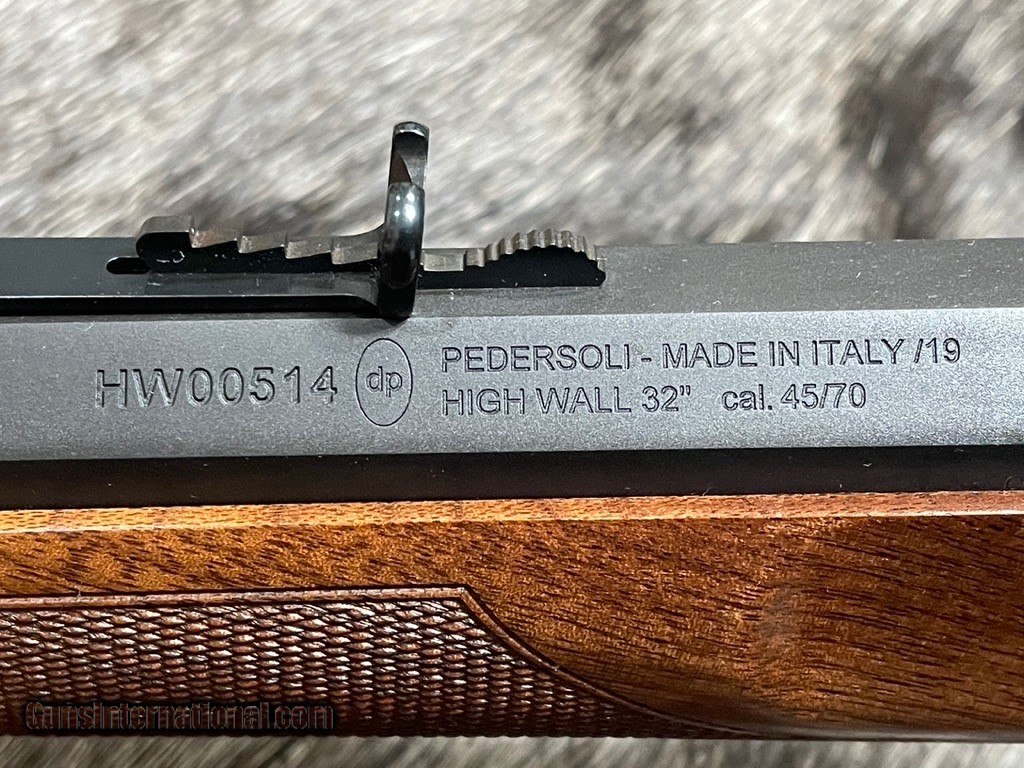 HW00514 dp PEDERSOLI - MADE IN ITALY /19
HIGH WALL 32" cal. 45/70
GunsInternational.com